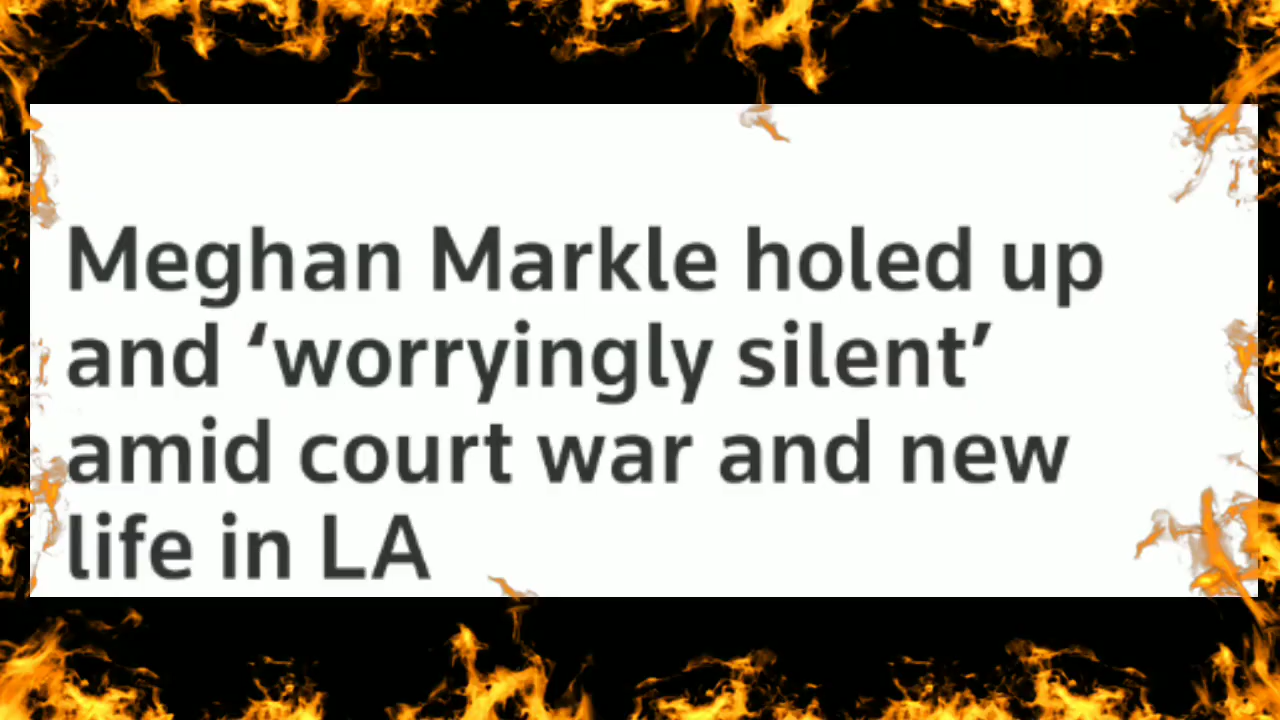 Meghan Markle holed up
and ‘worryingly silent’
amid court war and new
life in LA